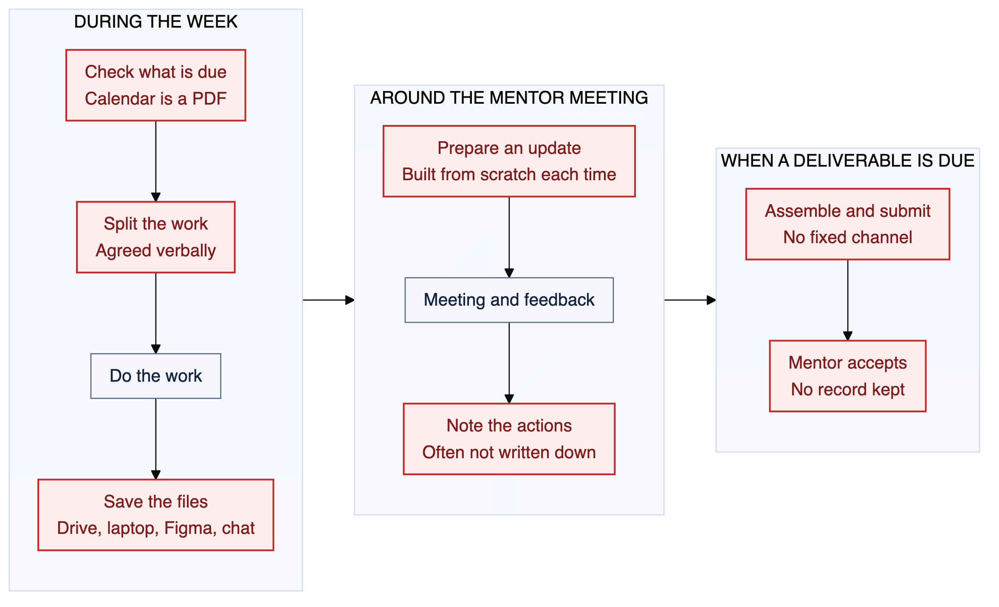 DURING THE WEEK
Check what is due
Calendar is a PDF
Split the work
Agreed verbally
Do the work
Save the files
Drive, laptop, Figma, chat
AROUND THE MENTOR MEETING
Prepare an update
Built from scratch each time
Meeting and feedback
Note the actions
Often not written down
WHEN A DELIVERABLE IS DUE
Assemble and submit
No fixed channel
Mentor accepts
No record kept